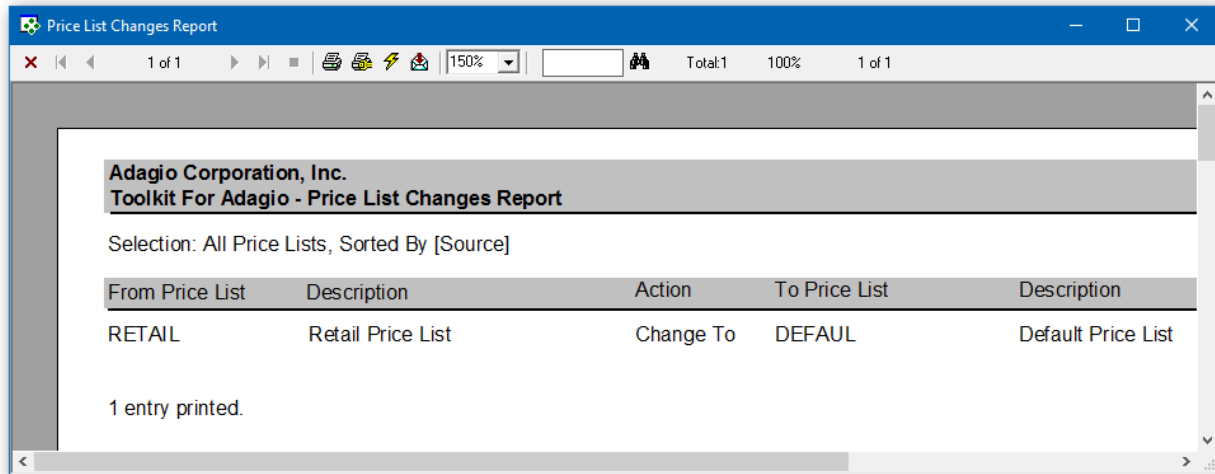 Price List Changes Report
1 of 1 150% Total:1 100% 1 of 1
Adagio Corporation, Inc.
Toolkit For Adagio - Price List Changes Report
Selection: All Price Lists, Sorted By [Source]
From Price List Description Action To Price List Description
RETAIL Retail Price List Change To DEFAUL Default Price List
1 entry printed.